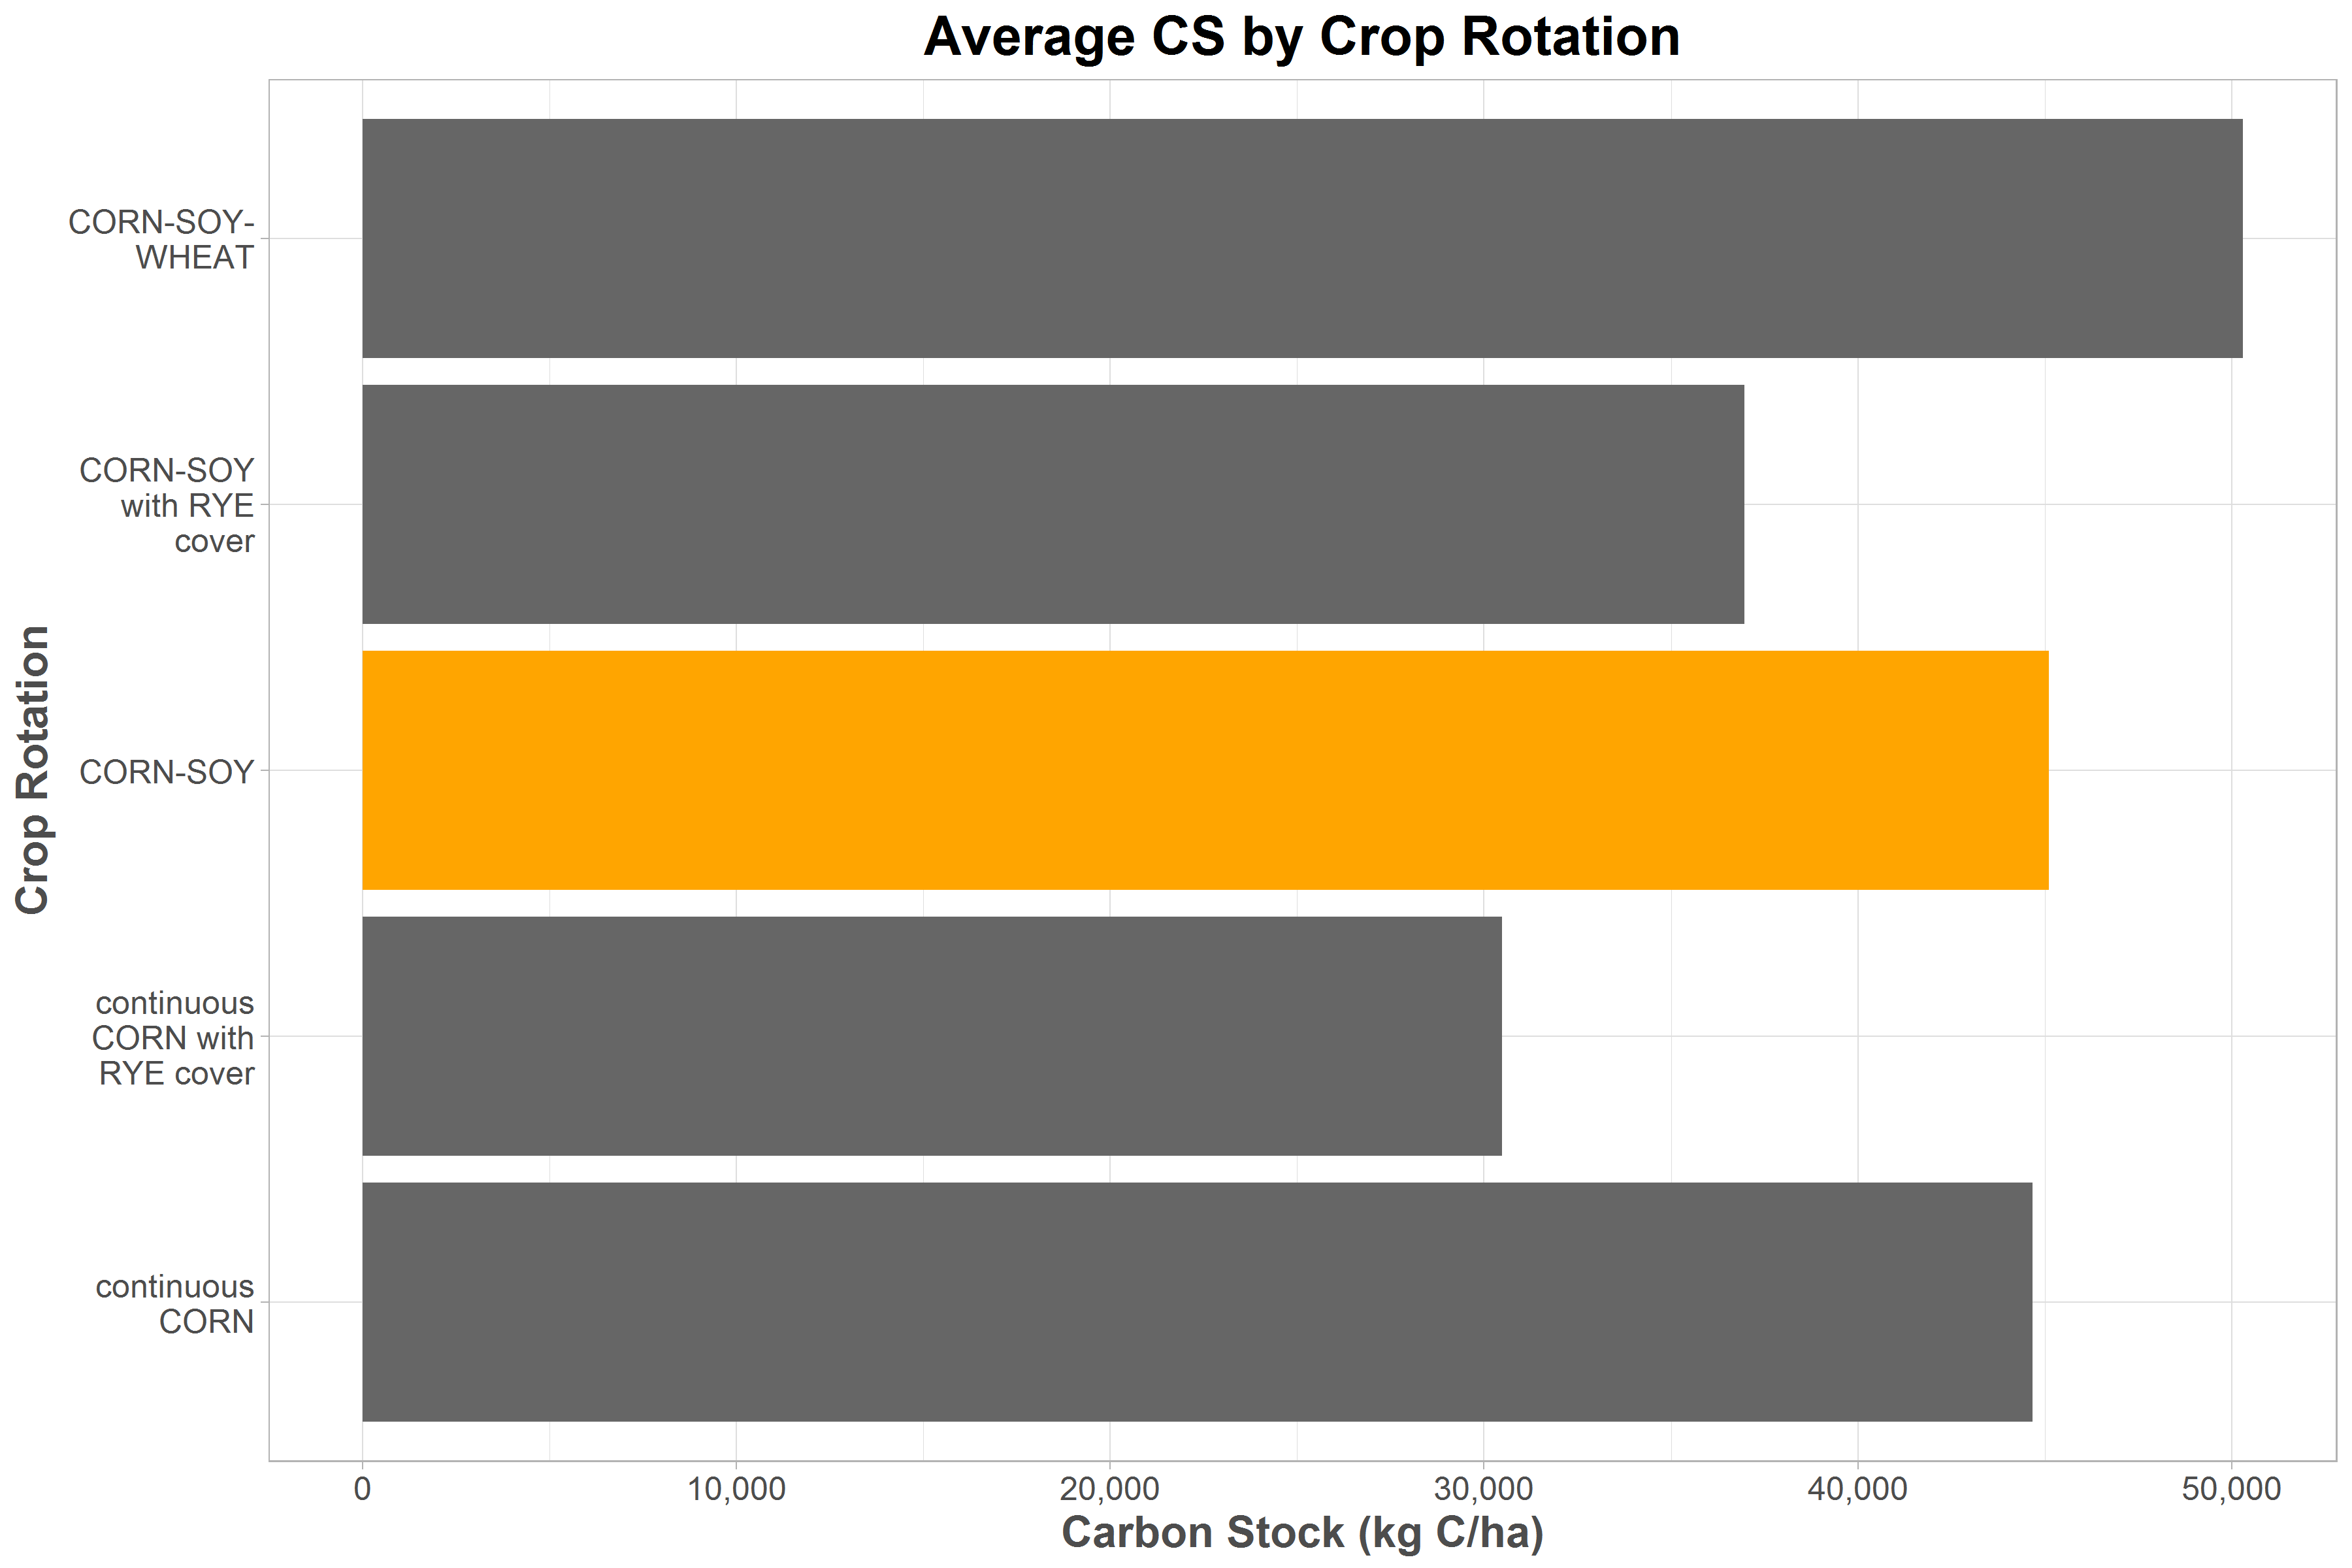 Average CS by Crop Rotation
CORN-SOY-
WHEAT
CORN-SOY
with RYE
cover
CORN-SOY
continuous
CORN with
RYE cover
continuous
CORN
Crop Rotation
0
10,000
20,000
30,000
40,000
50,000
Carbon Stock (kg C/ha)